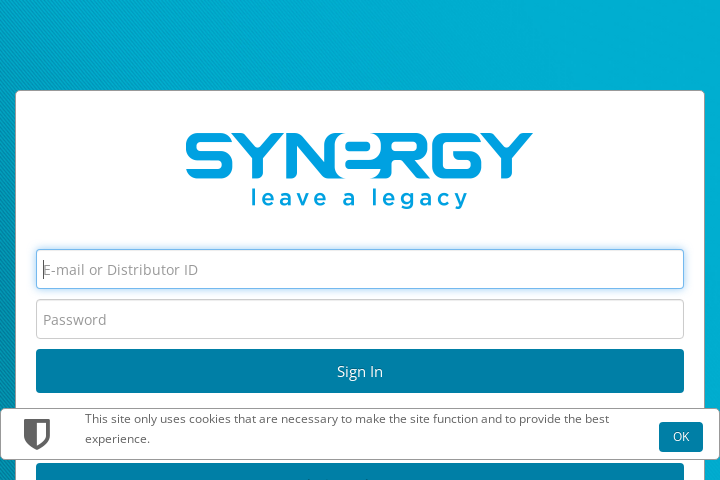 SYNERGY
leave a legacy
E-mail or Distributor ID
Password
Sign In
This site only uses cookies that are necessary to make the site function and to provide the best
experience.
OK